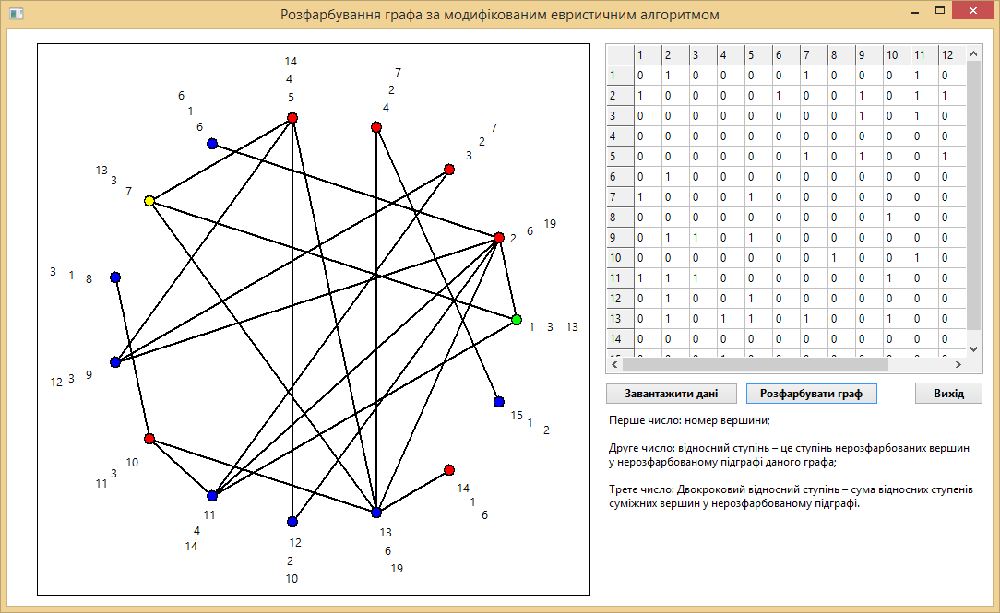 Розфарбування графа за модифікованим евристичним алгоритмом
14
4
5
7
2
4
6
1
6
7
2
3
13
3
7
2 6 19
3 1 8
1 3 13
12 3 9
15 1 2
10
3
11
14
1
6
11
4
14
12
2
10
13
6
19
1 2 3 4 5 6 7 8 9 10 11 12
1 0 1 0 0 0 0 1 0 0 0 1 0
2 1 0 0 0 0 1 0 0 1 0 1 1
3 0 0 0 0 0 0 0 0 1 0 1 0
4 0 0 0 0 0 0 0 0 0 0 0 0
5 0 0 0 0 0 0 1 0 1 0 0 1
6 0 1 0 0 0 0 0 0 0 0 0 0
7 1 0 0 0 1 0 0 0 0 0 0 0
8 0 0 0 0 0 0 0 0 0 1 0 0
9 0 1 1 0 1 0 0 0 0 0 0 0
10 0 0 0 0 0 0 0 1 0 0 1 0
11 1 1 1 0 0 0 0 0 0 1 0 0
12 0 1 0 0 1 0 0 0 0 0 0 0
13 0 1 0 1 1 0 1 0 0 1 0 0
14 0 0 0 0 0 0 0 0 0 0 0 0
Завантажити дані
Розфарбувати граф
Вихід
Перше число: номер вершини;
Друге число: відносний ступінь – це ступінь нерозфарбованих вершин
у нерозфарбованому підграфі даного графа;
Третє число: Двокроковий відносний ступінь – сума відносних ступенів
суміжних вершин у нерозфарбованому підграфі.